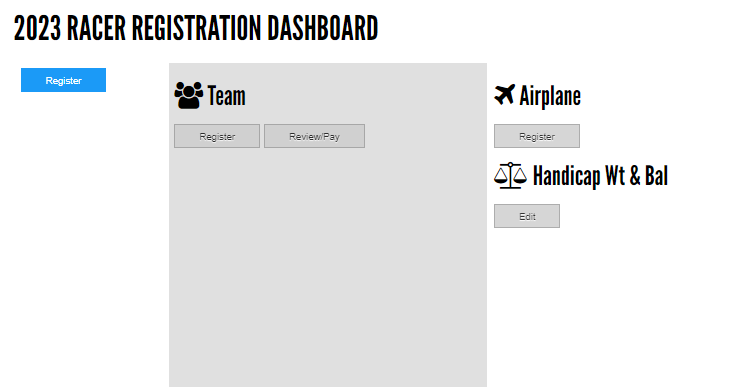 2023 RACER REGISTRATION DASHBOARD
Register
Team
Register
Review/Pay
Airplane
Register
Handicap Wt & Bal
Edit